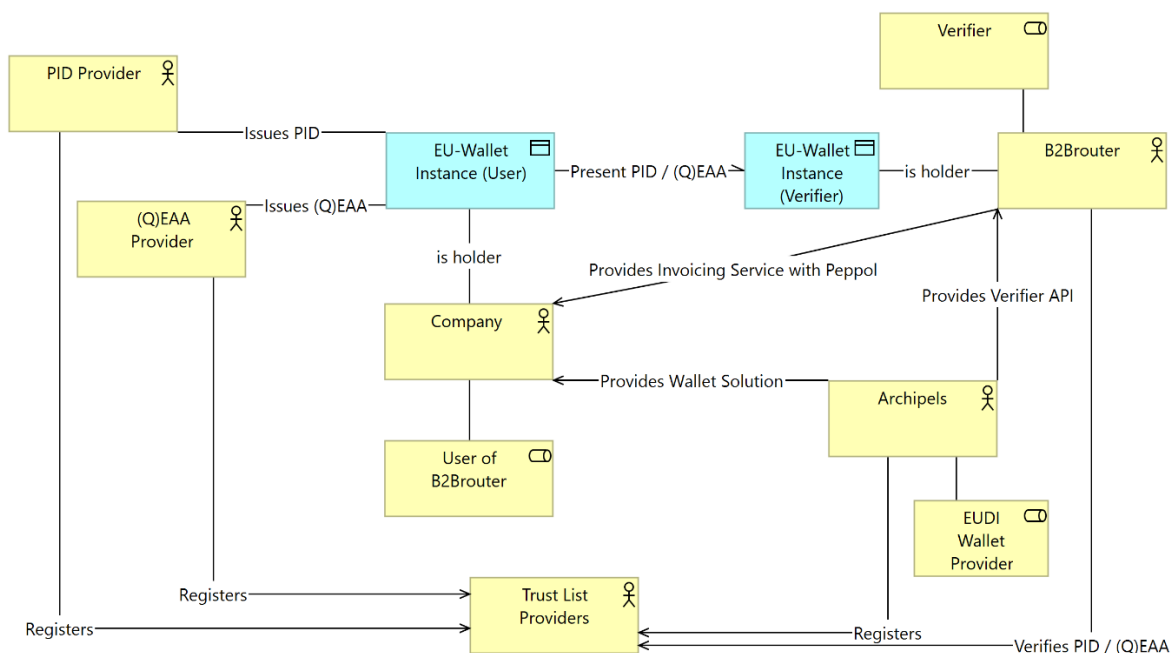 Verifier
PID Provider
Issues PID
EU-Wallet
Instance (User)
Present PID / (Q)EAA
EU-Wallet
Instance
(Verifier)
is holder
B2Brouter
Issues (Q)EAA
(Q)EAA
Provider
is holder
Provides Invoicing Service with Peppol
Provides Verifier API
Company
Provides Wallet Solution
Archipels
User of
B2Brouter
EUDI
Wallet
Provider
Registers
Trust List
Providers
Registers
Registers
Verifies PID / (Q)EAA